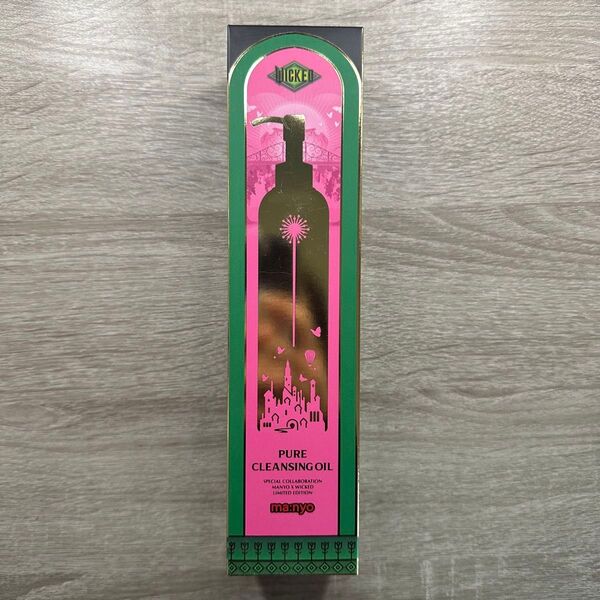 WICKED
PURE
CLEANSING OIL
SPECIAL COLLABORATION
MANYO X WICKED
LIMITED EDITION
ma:nyo